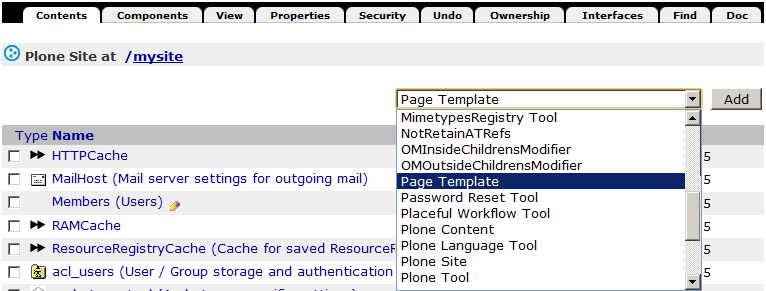 Contents Components View Properties Security Undo Ownership Interfaces Find Doc
Plone Site at /mysite
Page Template Add
MimetypesRegistry Tool
NotRetainATRefs
OMInsideChildrensModifier
OMOutsideChildrensModifier
Page Template
Password Reset Tool
Placeful Workflow Tool
Plone Content
Plone Language Tool
Plone Site
Plone Tool
Type Name
HTTPCache 5
MailHost (Mail server settings for outgoing mail) 5
Members (Users) 5
RAMCache 5
ResourceRegistryCache (Cache for saved ResourceR 5
acl_users (User / Group storage and authentication 5